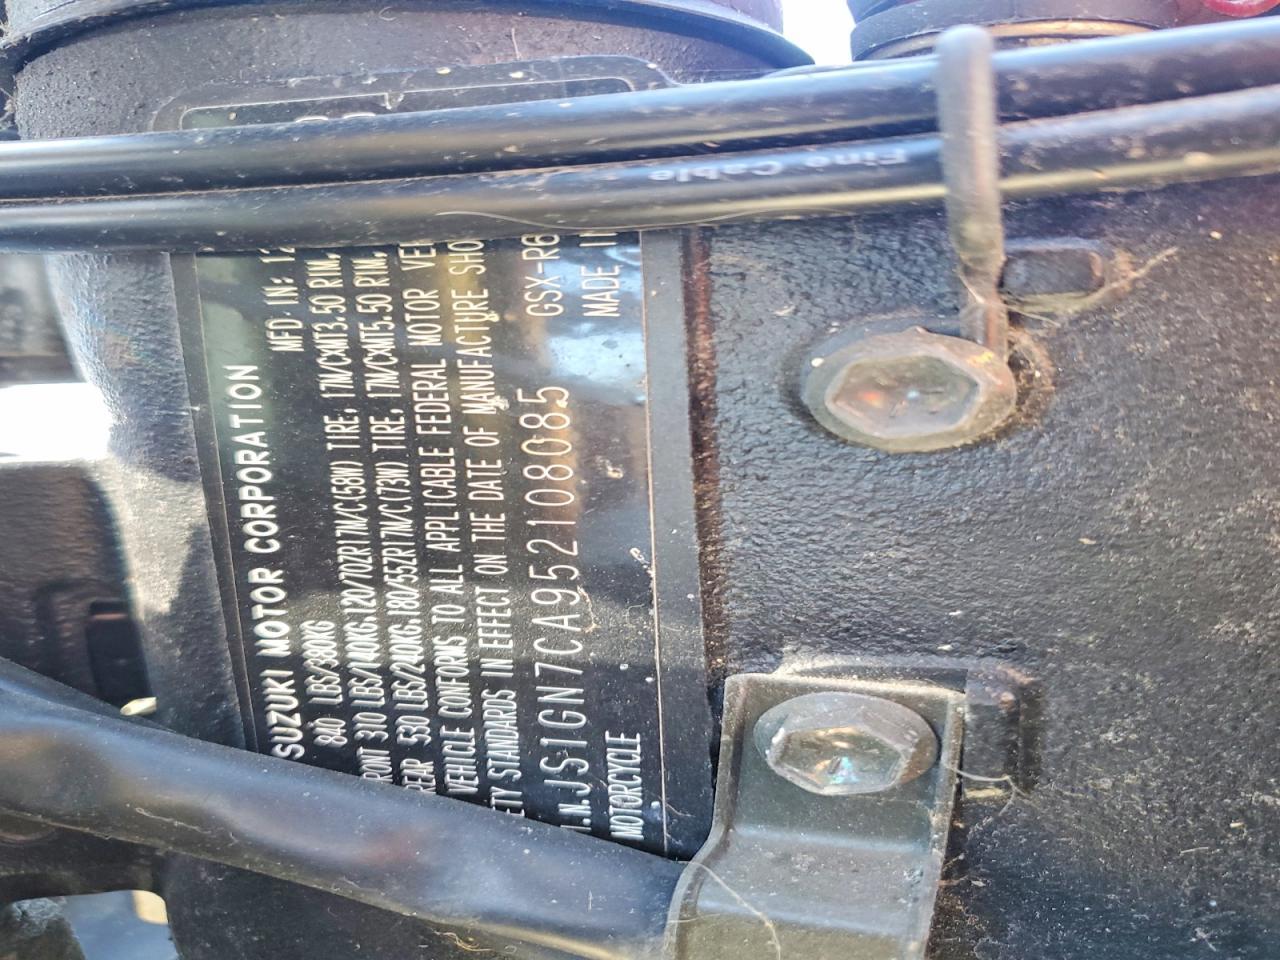 SUZUKI MOTOR CORPORATION
MFD. IN: 12
840 LBS/380KG
RONT 310 LBS/140KG.120/70ZR17M/C(58W) TIRE, 17M/CXMT3.50 RIM,
REAR 530 LBS/240KG.180/55ZR17M/C(73W) TIRE, 17M/CXMT5.50 RIM,
VEHICLE CONFORMS TO ALL APPLICABLE FEDERAL MOTOR VE
ETY STANDARDS IN EFFECT ON THE DATE OF MANUFACTURE SHO
I.N.JS1GN7CA952108085 GSX-R6
MOTORCYCLE MADE I
Fine Cable